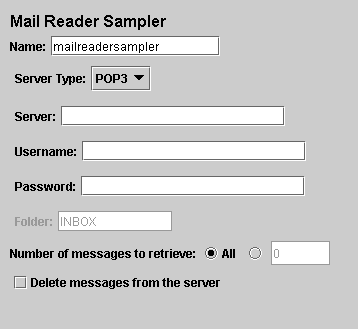 Mail Reader Sampler
Name: mailreadersampler
Server Type: POP3
Server:
Username:
Password:
Folder: INBOX
Number of messages to retrieve: All 0
Delete messages from the server